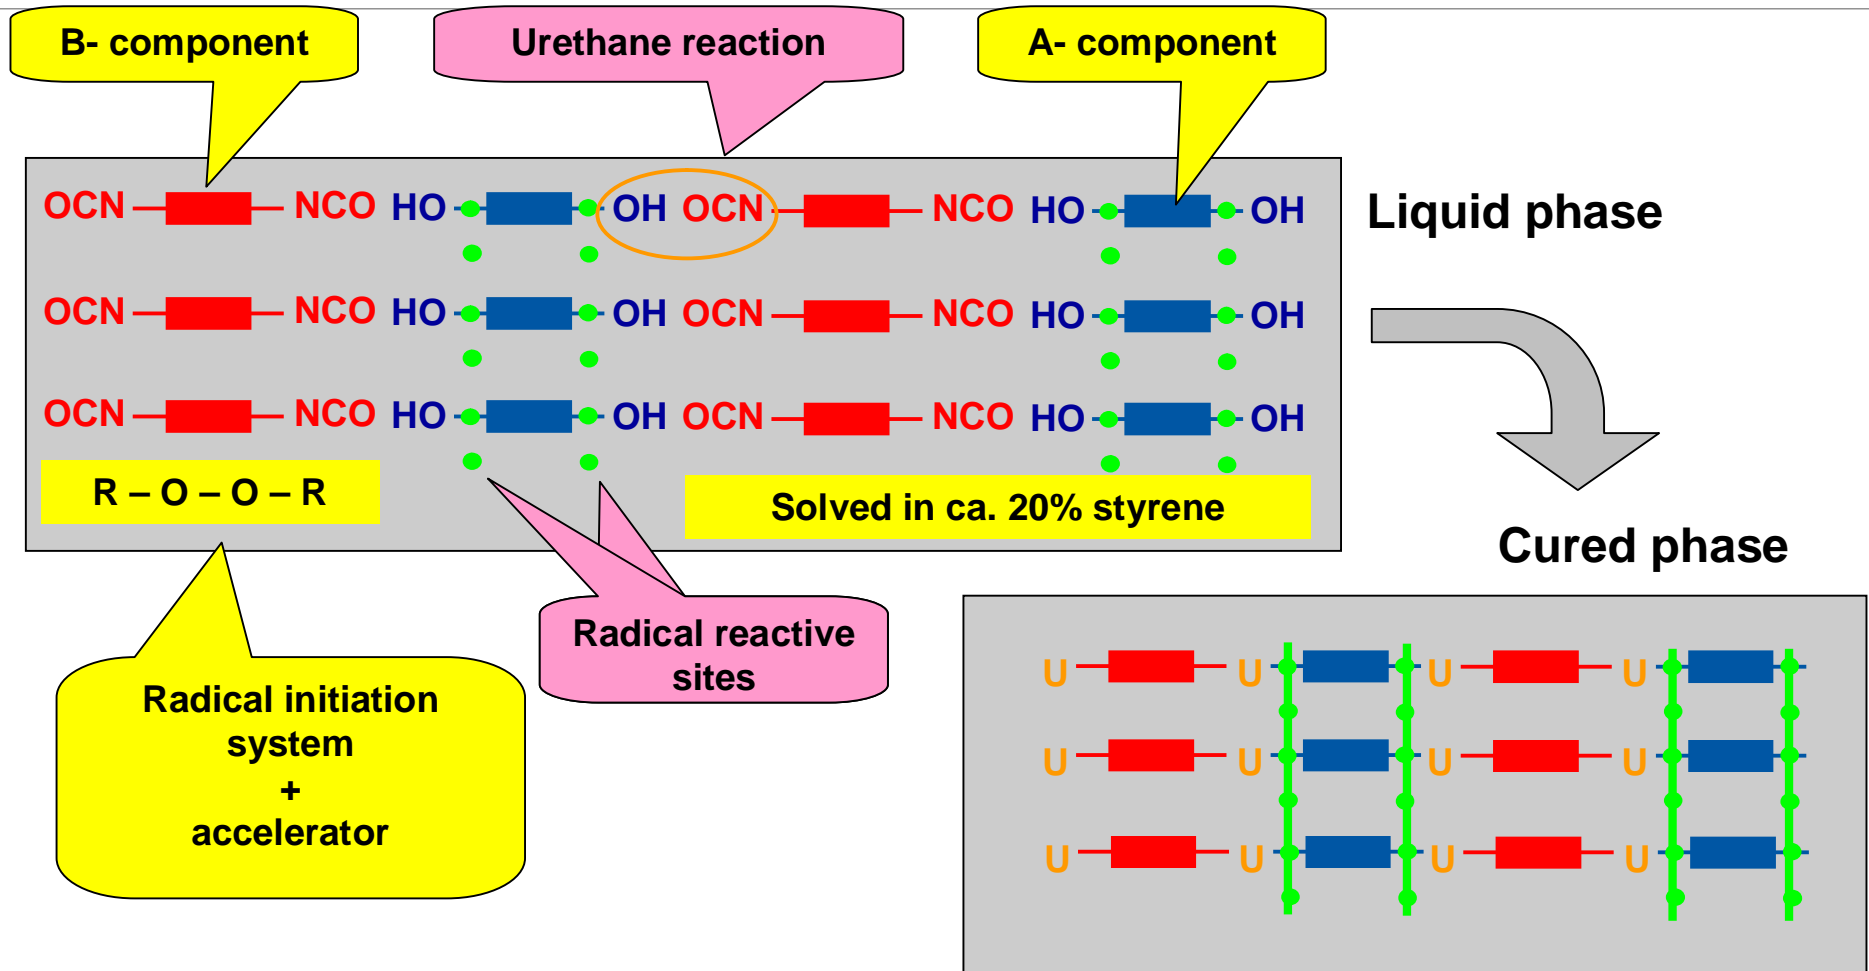 B- component
Urethane reaction
A- component
OCN NCO HO OH OCN NCO HO OH
Liquid phase
OCN NCO HO OH OCN NCO HO OH
OCN NCO HO OH OCN NCO HO OH
R – O – O – R
Solved in ca. 20% styrene
Cured phase
Radical reactive
sites
Radical initiation
system
+
accelerator
U U U U
U U U U
U U U U